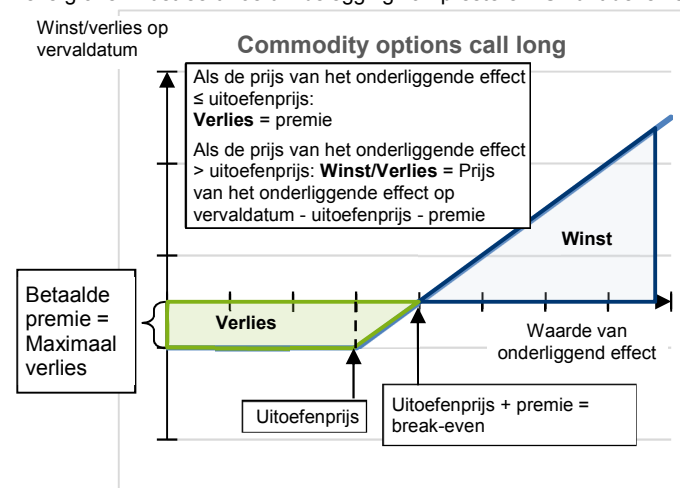 Winst/verlies op
vervaldatum
Commodity options call long
Als de prijs van het onderliggende effect
≤ uitoefenprijs:
Verlies = premie
Als de prijs van het onderliggende effect
> uitoefenprijs: Winst/Verlies = Prijs
van het onderliggende effect op
vervaldatum - uitoefenprijs - premie
Winst
Betaalde
premie =
Maximaal
verlies
Verlies
Waarde van
onderliggend effect
Uitoefenprijs
Uitoefenprijs + premie =
break-even